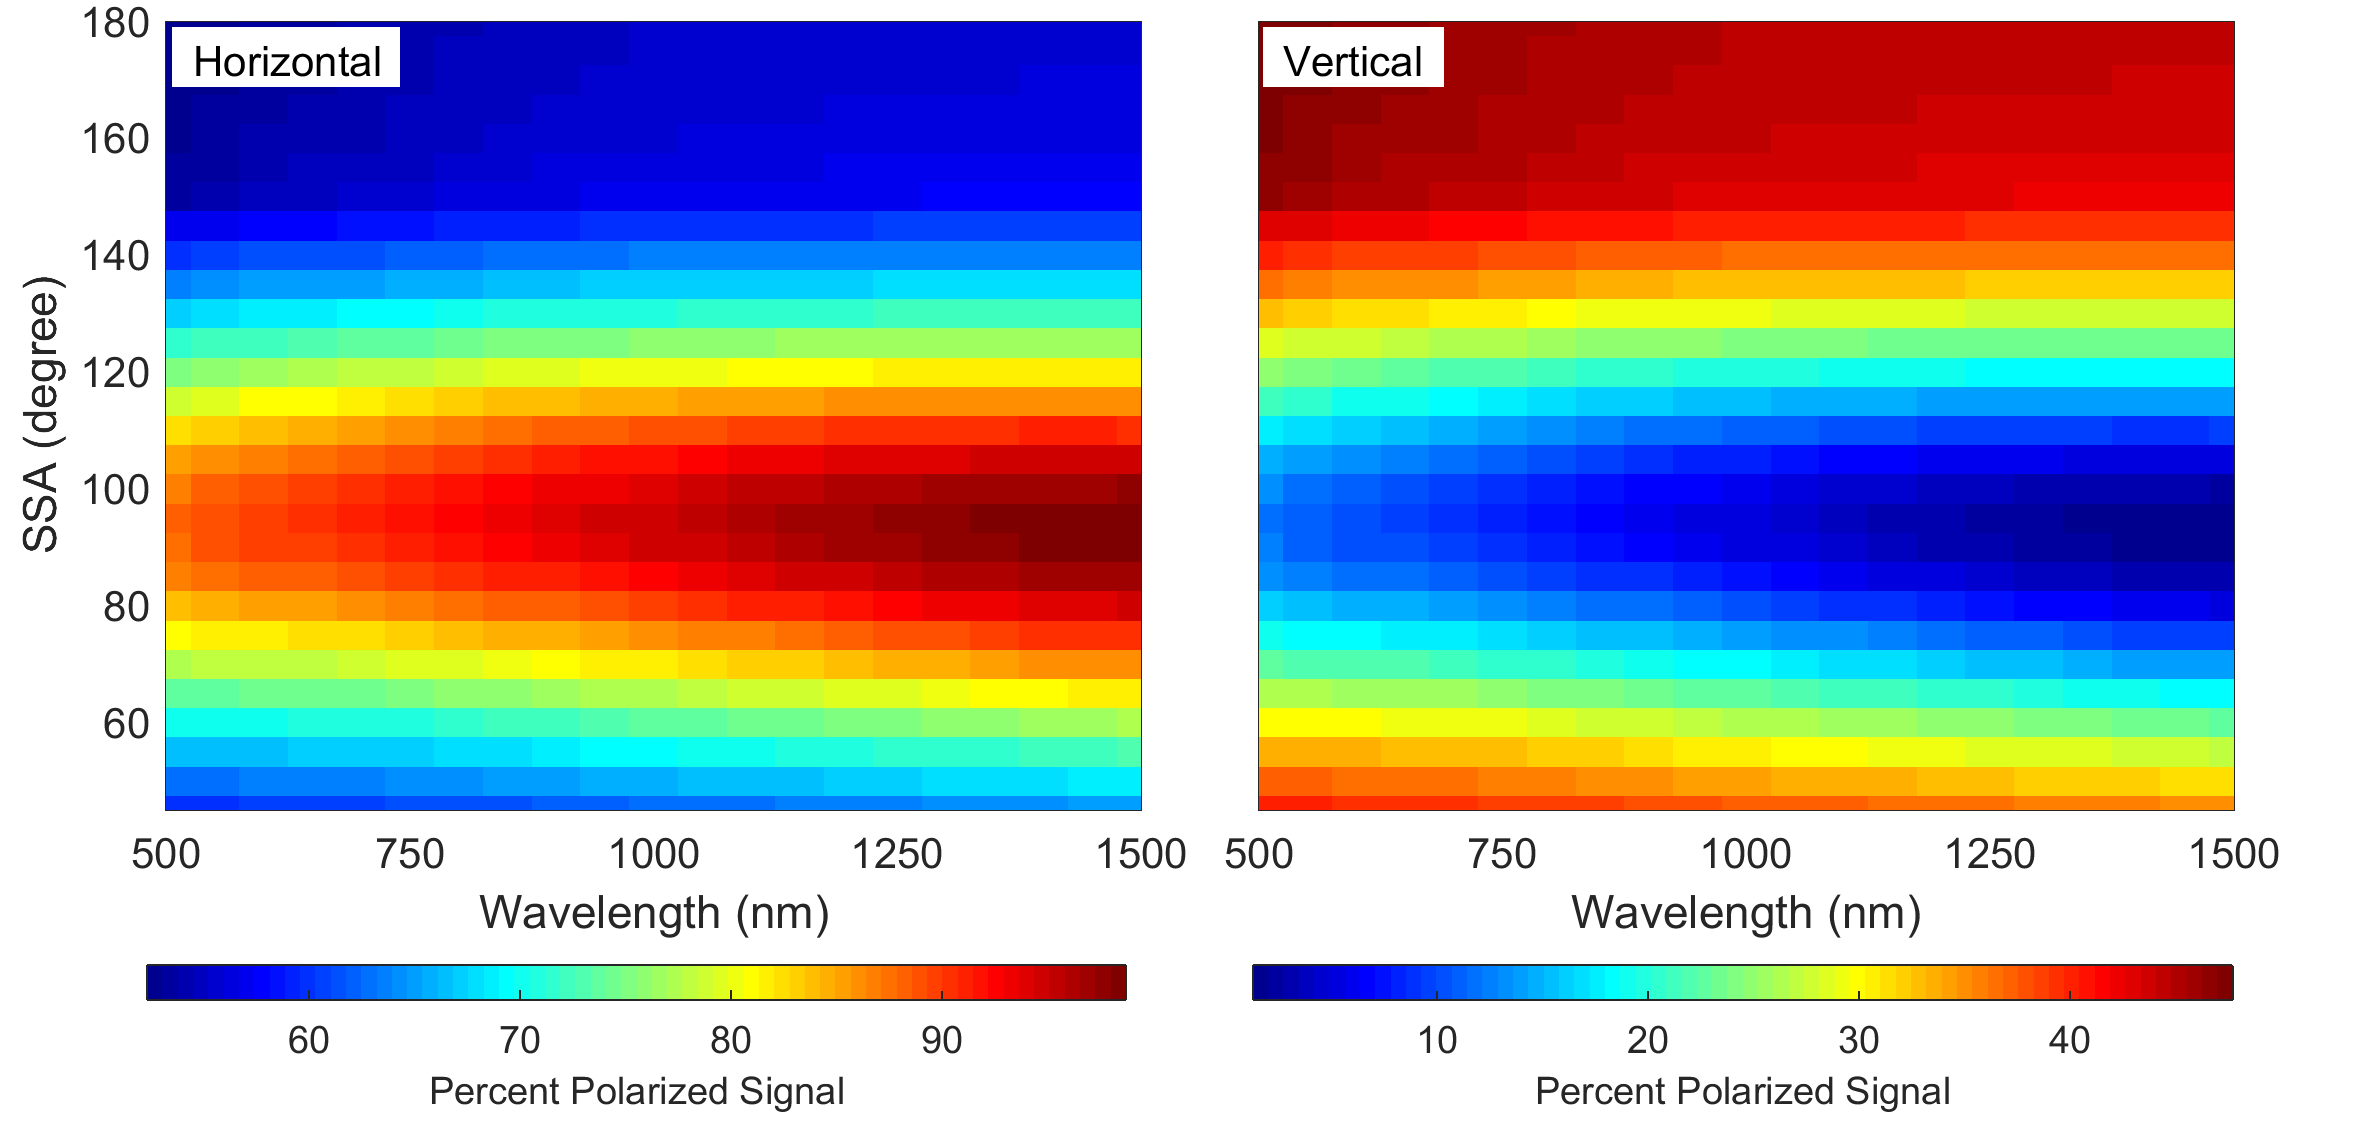 Horizontal
Vertical
SSA (degree)
180
160
140
120
100
80
60
500 750 1000 1250 1500
500 750 1000 1250 1500
Wavelength (nm)
Wavelength (nm)
60 70 80 90
10 20 30 40
Percent Polarized Signal
Percent Polarized Signal